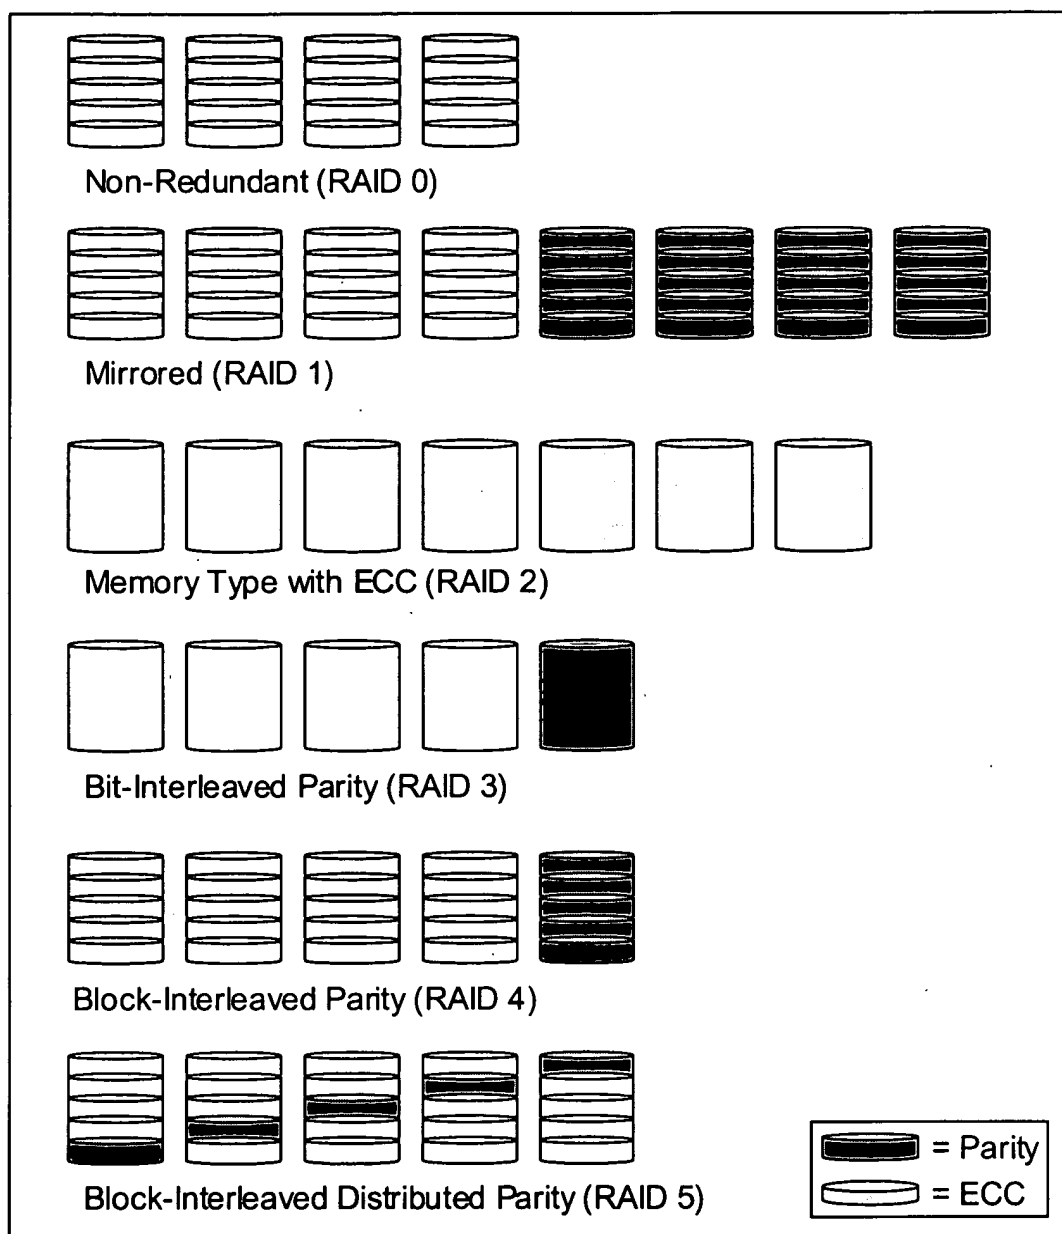 Non-Redundant (RAID 0)
Mirrored (RAID 1)
Memory Type with ECC (RAID 2)
Bit-Interleaved Parity (RAID 3)
Block-Interleaved Parity (RAID 4)
Block-Interleaved Distributed Parity (RAID 5)
= Parity
= ECC